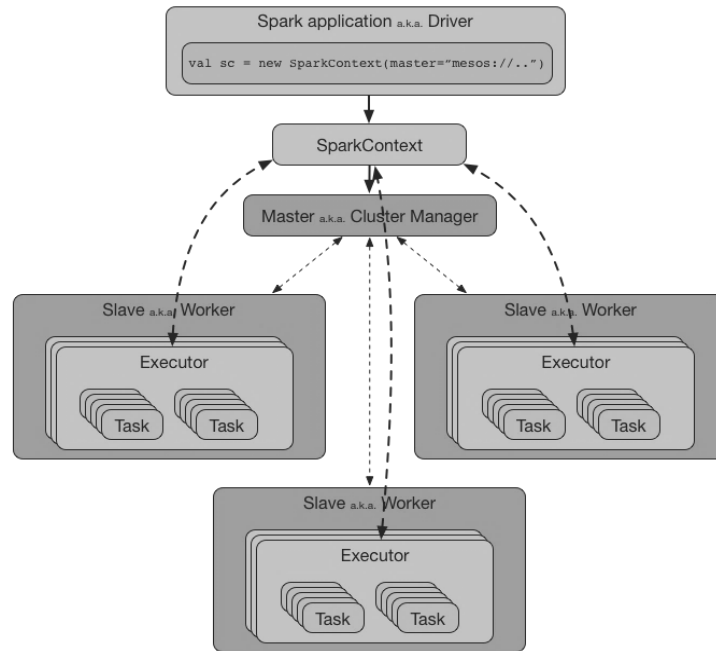 Spark application a.k.a. Driver
val sc = new SparkContext(master=“mesos://..”)
SparkContext
Master a.k.a. Cluster Manager
Slave a.k.a. Worker
Executor
Task
Task
Slave a.k.a. Worker
Executor
Task
Task
Slave a.k.a. Worker
Executor
Task
Task